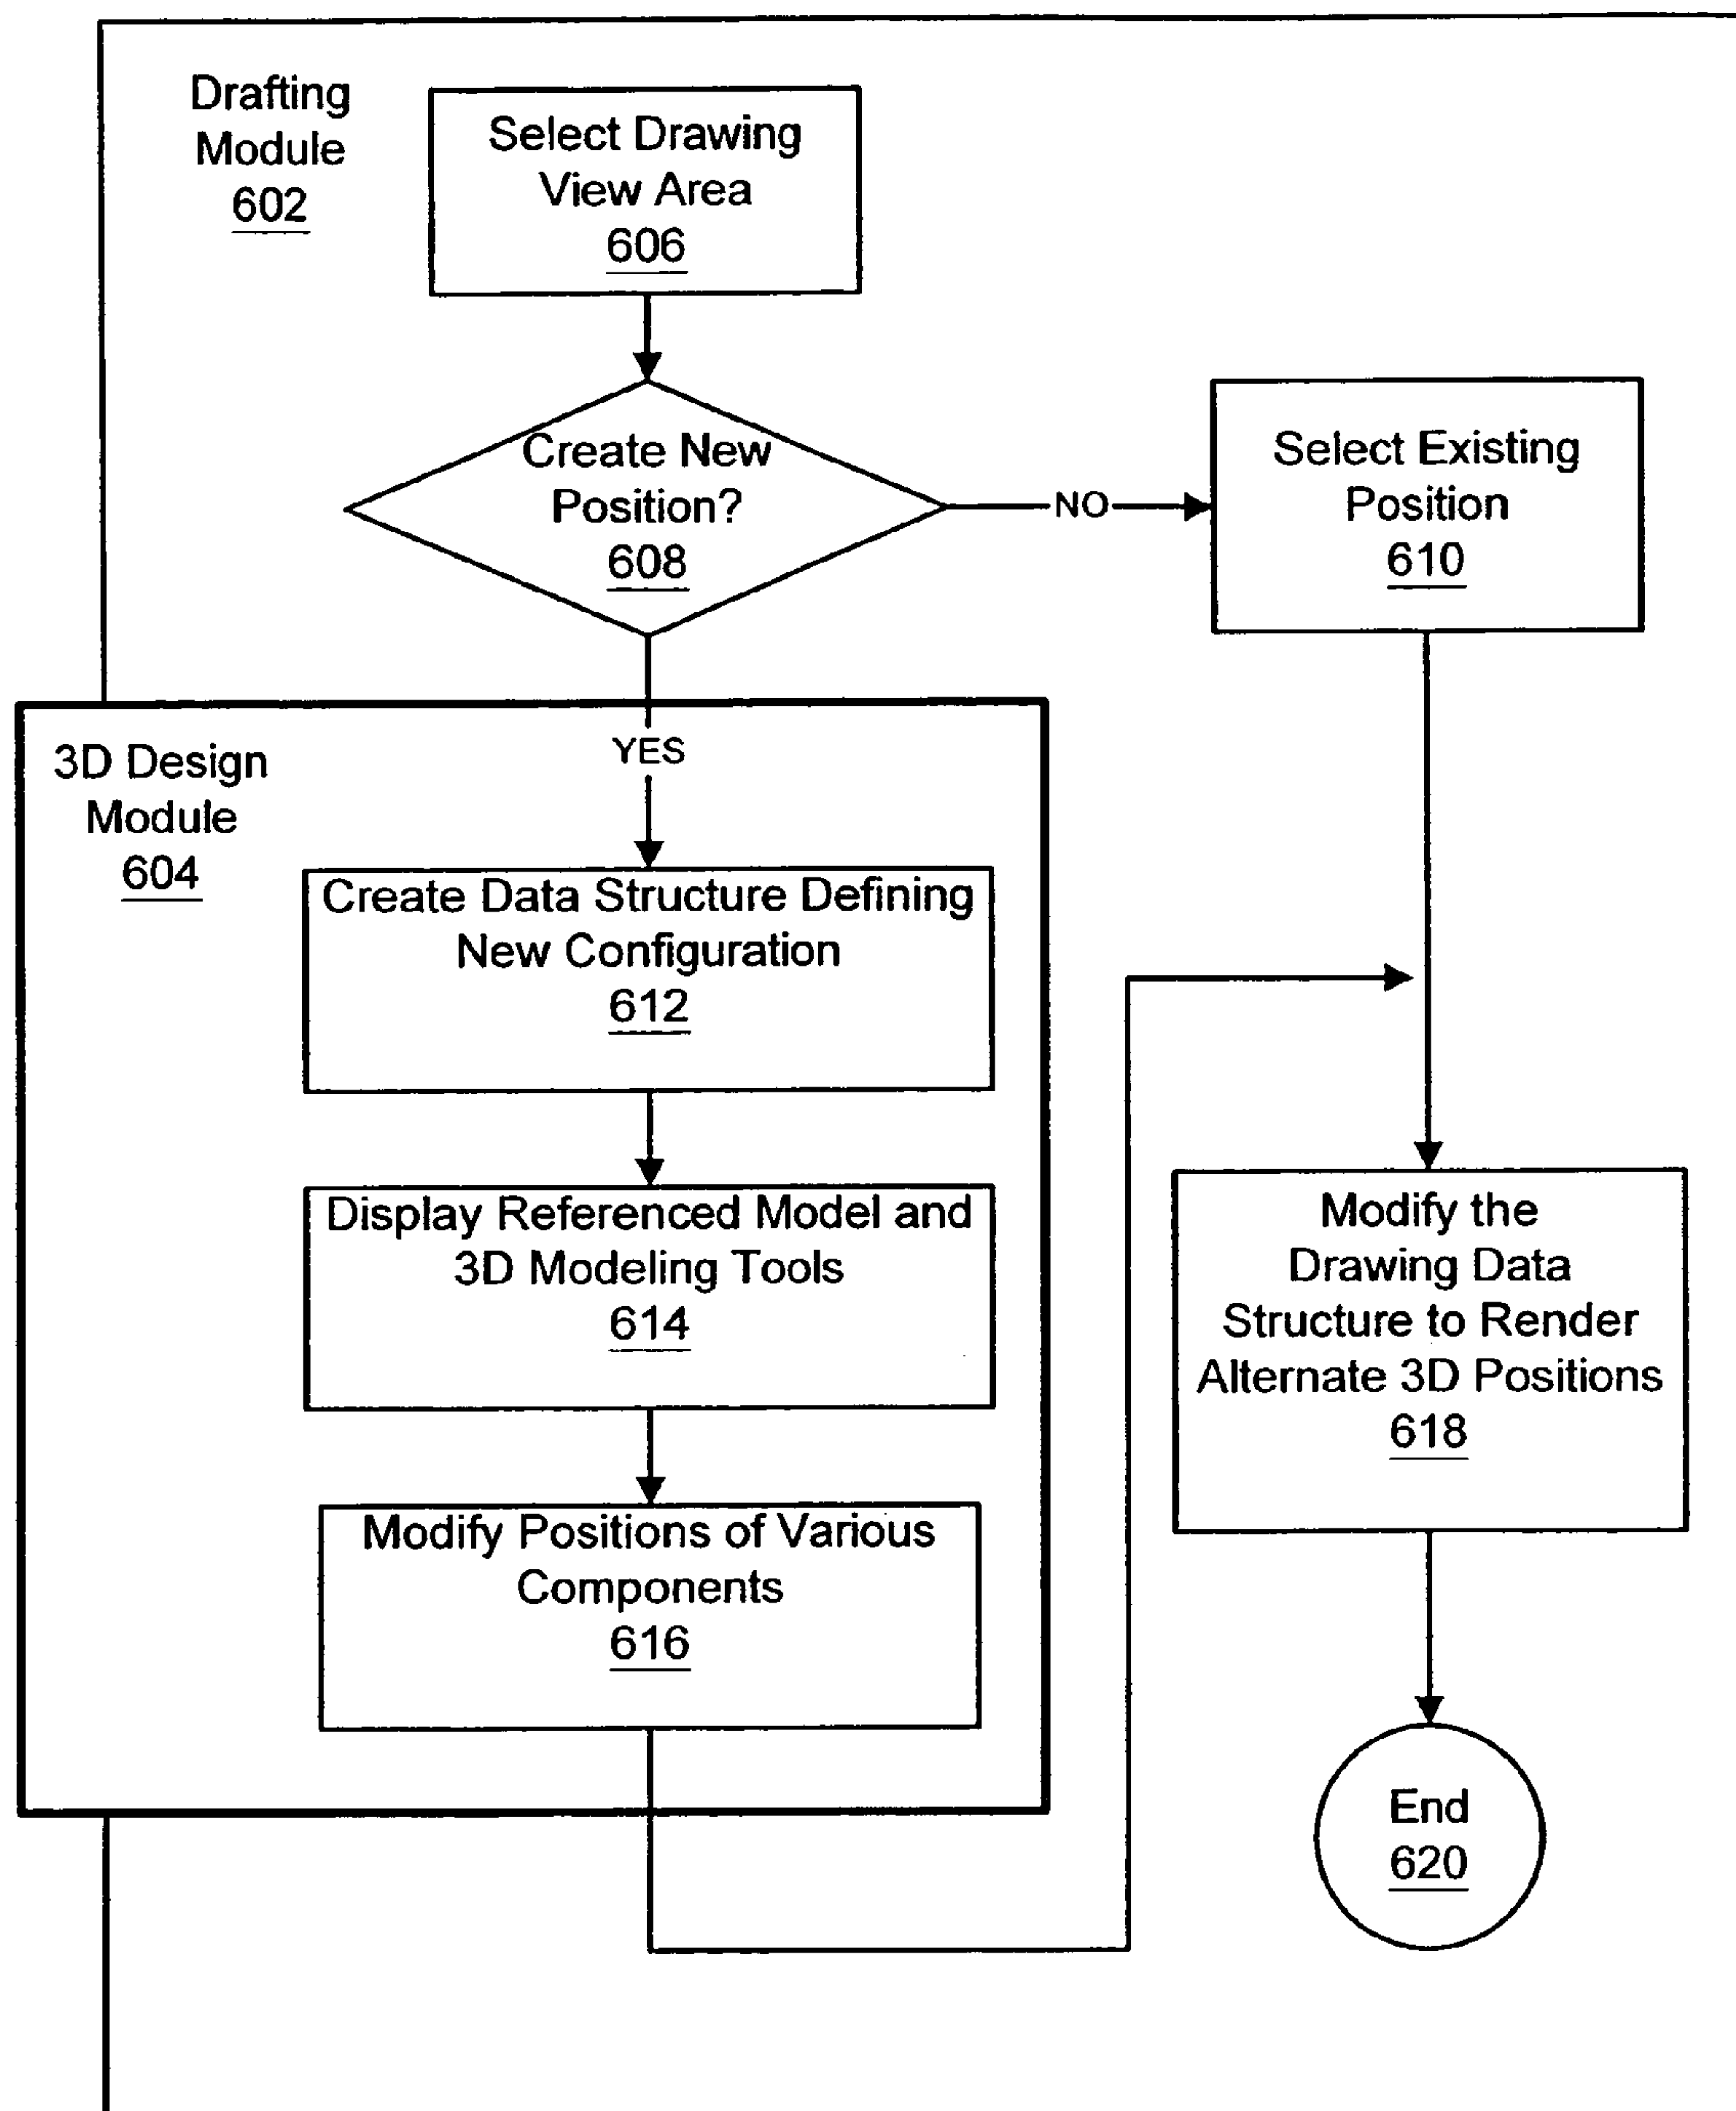 Drafting
Module
602
Select Drawing
View Area
606
Create New
Position?
608
NO
Select Existing
Position
610
YES
3D Design
Module
604
Create Data Structure Defining
New Configuration
612
Display Referenced Model and
3D Modeling Tools
614
Modify Positions of Various
Components
616
Modify the
Drawing Data
Structure to Render
Alternate 3D Positions
618
End
620